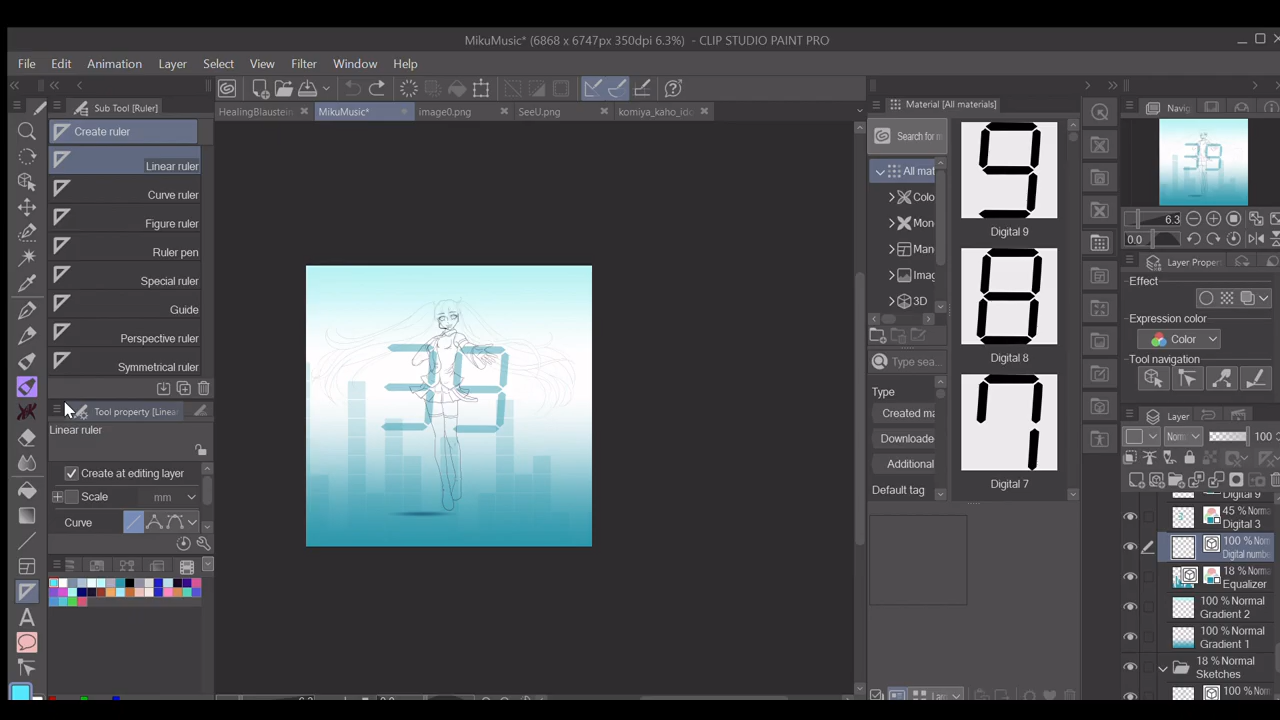 MikuMusic* (6868 x 6747px 350dpi 6.3%) - CLIP STUDIO PAINT PRO
File Edit Animation Layer Select View Filter Window Help
Sub Tool [Ruler]
Create ruler
Linear ruler
Curve ruler
Figure ruler
Ruler pen
Special ruler
Guide
Perspective ruler
Symmetrical ruler
Tool property [Linea
Linear ruler
Create at editing layer
Scale mm
Curve
HealingBlaustein MikuMusic* image0.png SeeU.png komiya_kaho_ido
39
6.3
Material [All materials]
Search for m
All mat
Colo
Mon
Man
Imag
3D
Type sea
Type
Created ma
Downloade
Additional
Default tag
Digital 9
Digital 8
Digital 7
Navig
39
6.3
0.0
Layer Propert
Effect
Expression color
Color
Tool navigation
Layer
Norm 100
Digital 9
45 % Norma
Digital 3
100 % Norm
Digital numbe
18 % Norma
Equalizer
100 % Normal
Gradient 2
100 % Normal
Gradient 1
18 % Normal
Sketches
100 % Norm